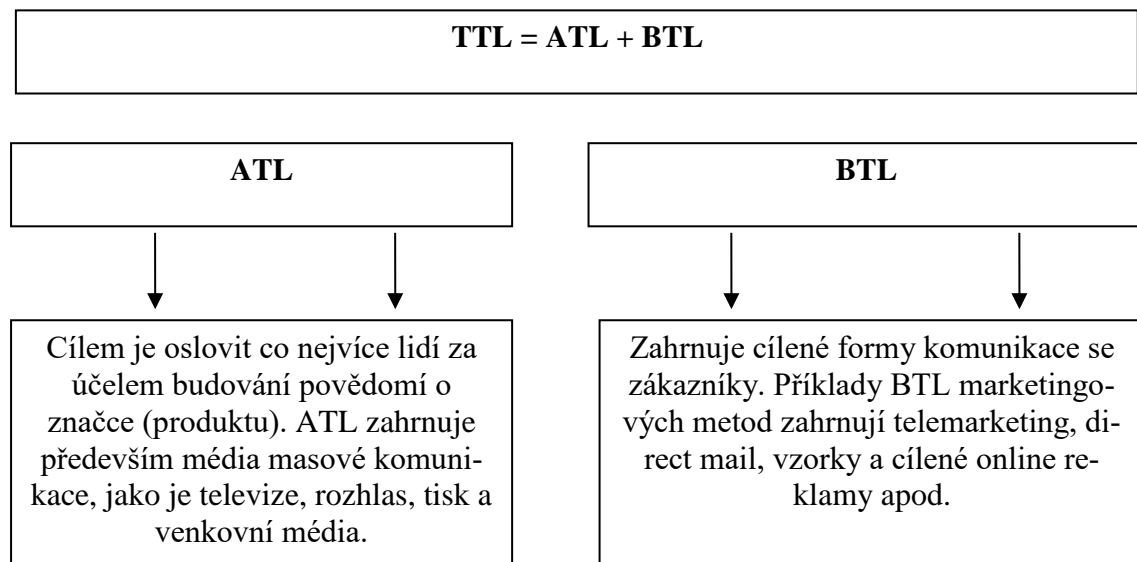 TTL = ATL + BTL
ATL
BTL
Cílem je oslovit co nejvíce lidí za
účelem budování povědomí o
značce (produktu). ATL zahrnuje
především média masové komuni-
kace, jako je televize, rozhlas, tisk a
venkovní média.
Zahrnuje cílené formy komunikace se
zákazníky. Příklady BTL marketingo-
vých metod zahrnují telemarketing, di-
rect mail, vzorky a cílené online re-
klamy apod.